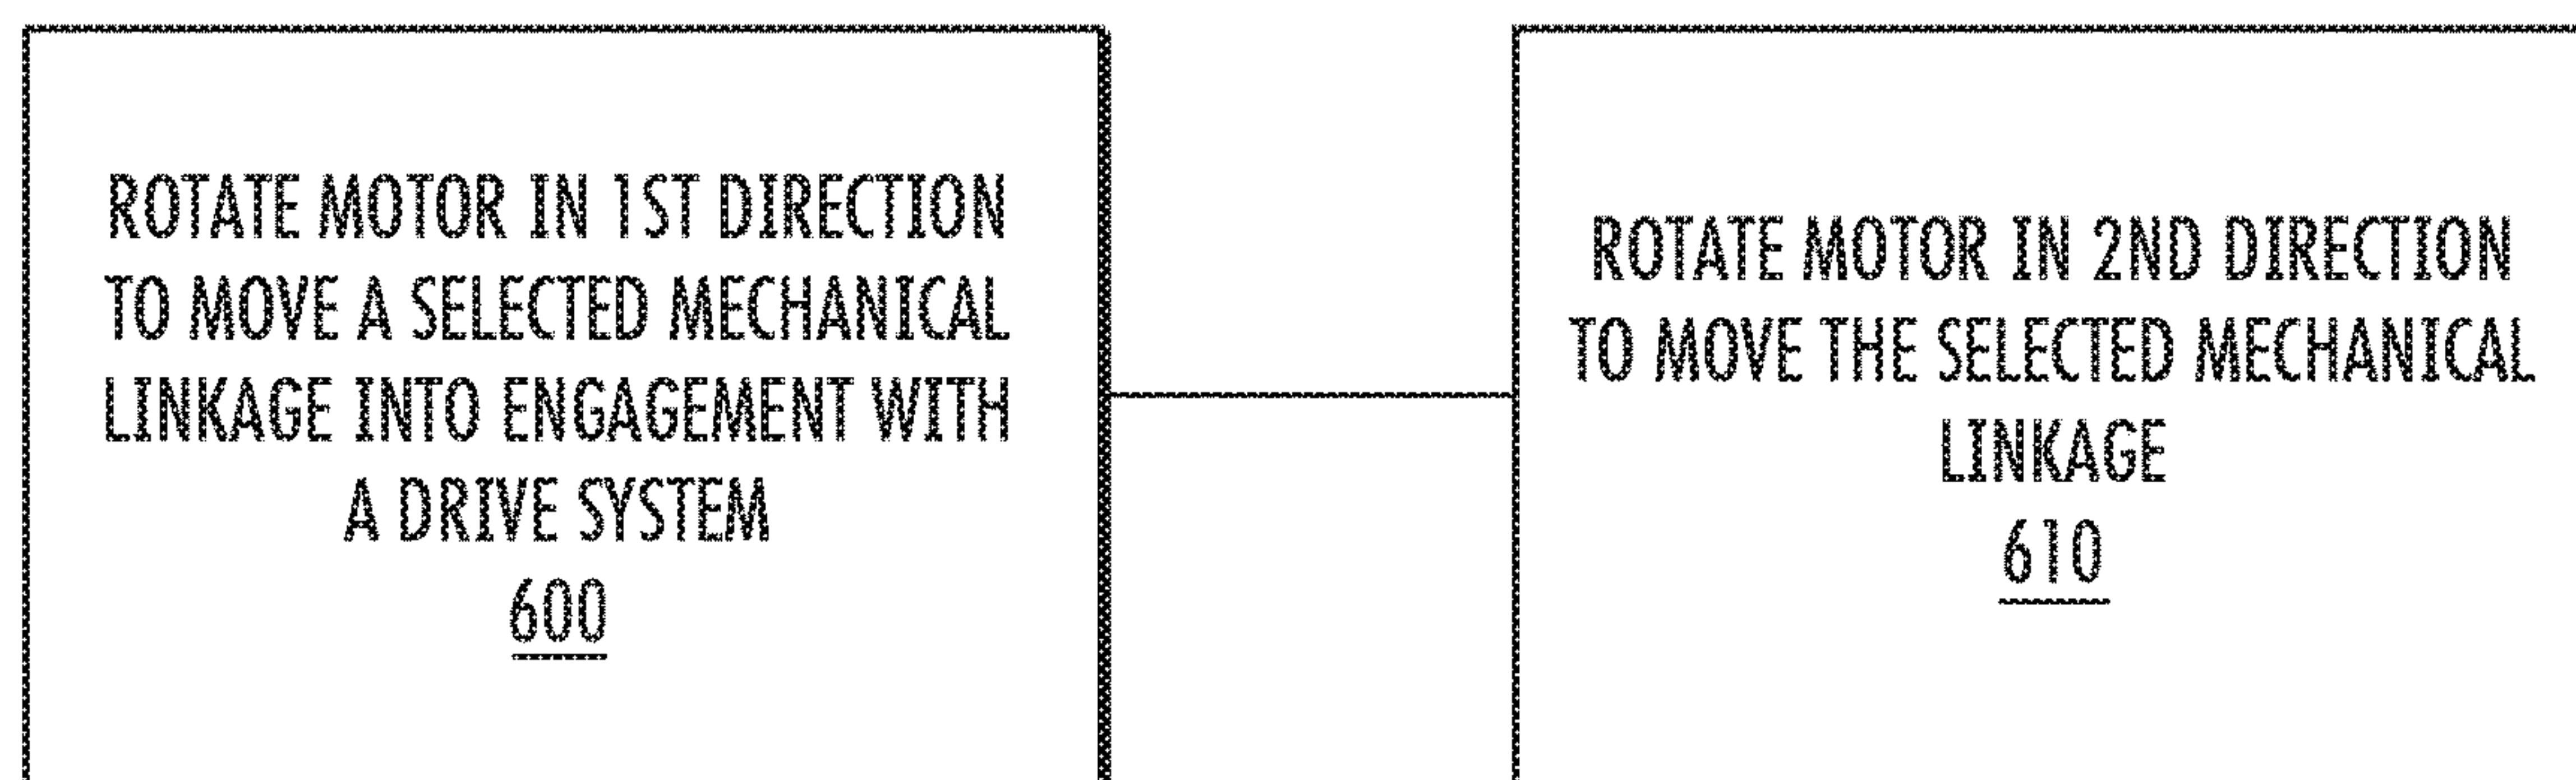 ROTATE MOTOR IN 1ST DIRECTION
TO MOVE A SELECTED MECHANICAL
LINKAGE INTO ENGAGEMENT WITH
A DRIVE SYSTEM
600
ROTATE MOTOR IN 2ND DIRECTION
TO MOVE THE SELECTED MECHANICAL
LINKAGE
610